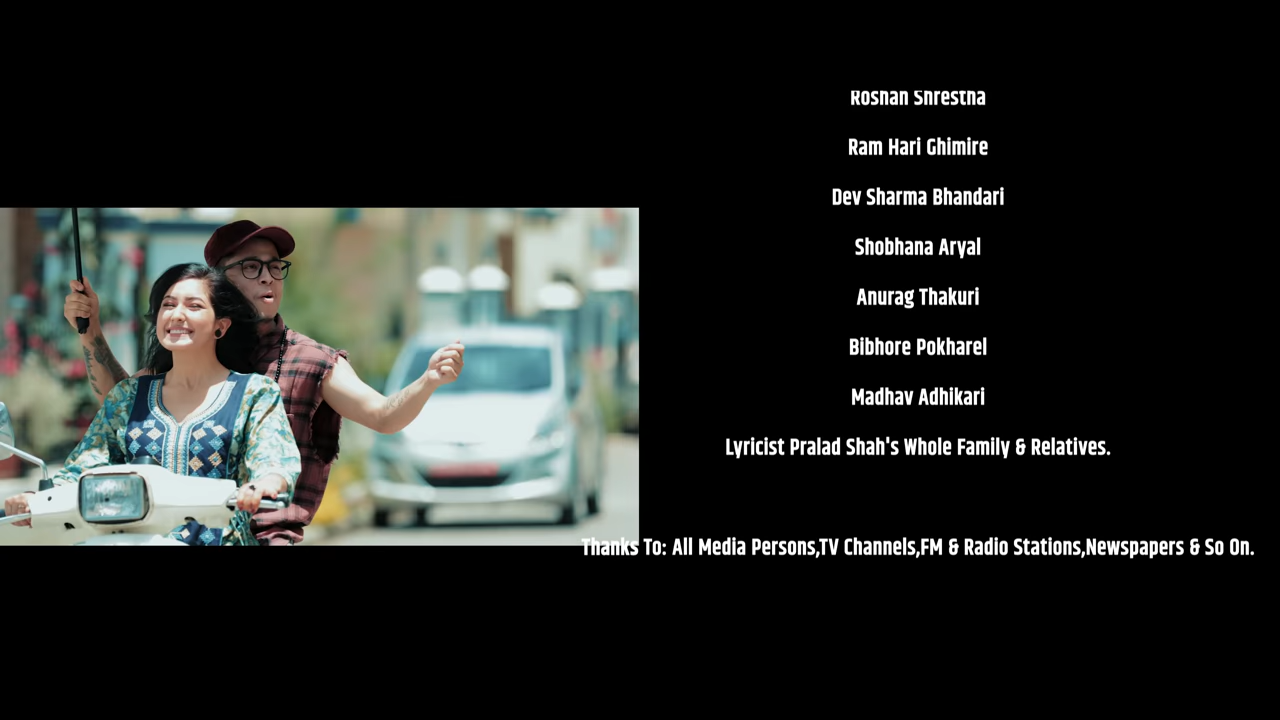 Roshan Shrestha
Ram Hari Ghimire
Dev Sharma Bhandari
Shobhana Aryal
Anurag Thakuri
Bibhore Pokharel
Madhav Adhikari
Lyricist Pralad Shah's Whole Family & Relatives.
Thanks To: All Media Persons,TV Channels,FM & Radio Stations,Newspapers & So On.